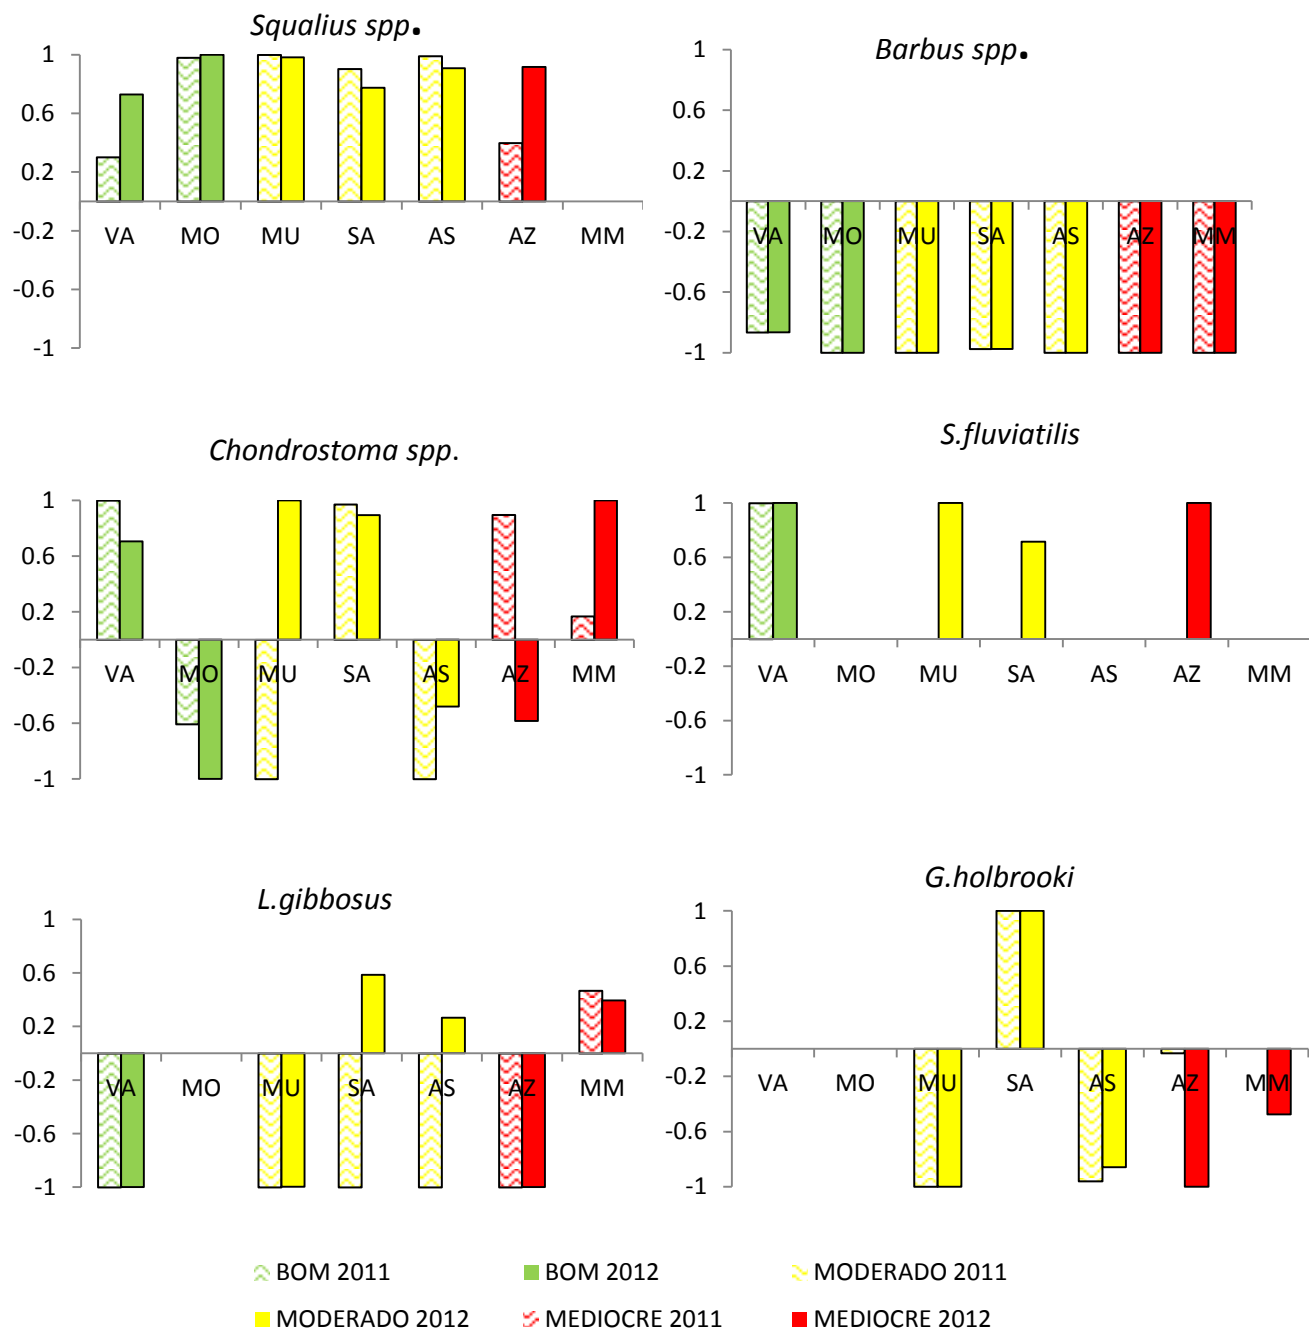 Squalius spp.
1
0.6
0.2
-0.2
-0.6
-1
VA MO MU SA AS AZ MM
Barbus spp.
1
0.6
0.2
-0.2
-0.6
-1
VA MO MU SA AS AZ MM
Chondrostoma spp.
1
0.6
0.2
-0.2
-0.6
-1
VA MO MU SA AS AZ MM
S.fluviatilis
1
0.6
0.2
-0.2
-0.6
-1
VA MO MU SA AS AZ MM
L.gibbosus
1
0.6
0.2
-0.2
-0.6
-1
VA MO MU SA AS AZ MM
G.holbrooki
1
0.6
0.2
-0.2
-0.6
-1
VA MO MU SA AS AZ MM
BOM 2011 BOM 2012 MODERADO 2011
MODERADO 2012 MEDIOCRE 2011 MEDIOCRE 2012